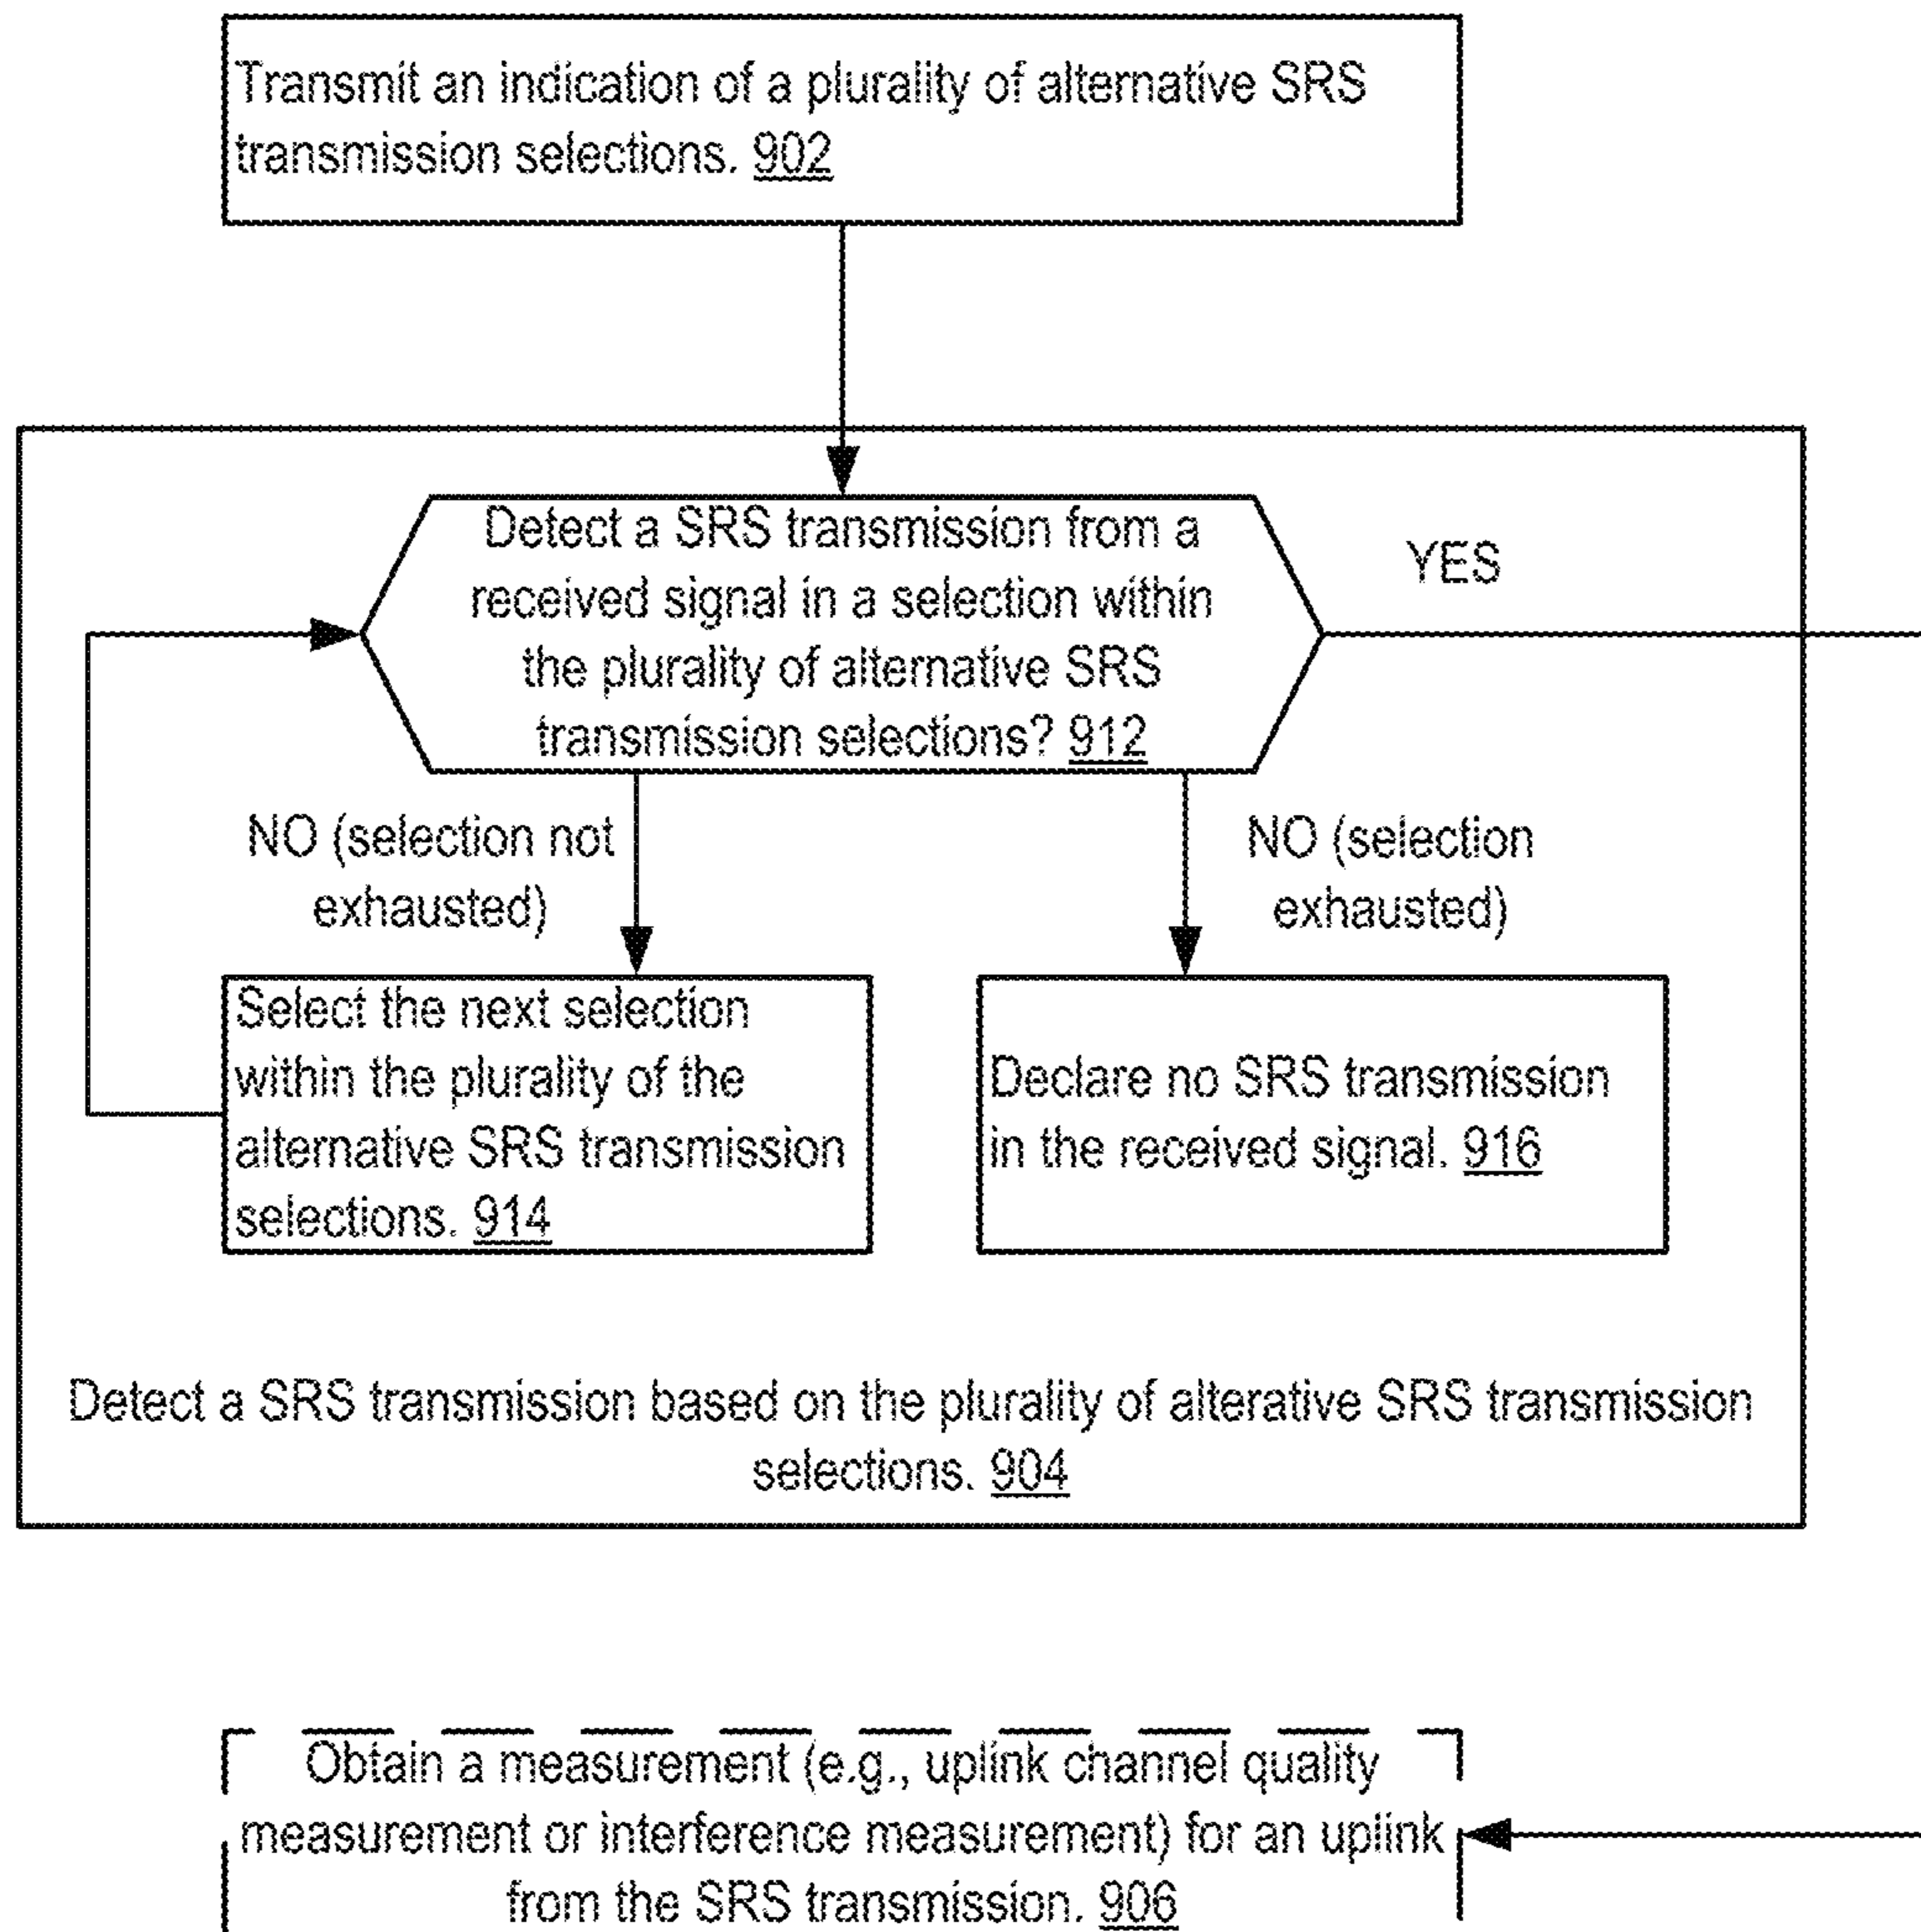 Transmit an indication of a plurality of alternative SRS
transmission selections. 902
Detect a SRS transmission from a
received signal in a selection within
the plurality of alternative SRS
transmission selections? 912
YES
NO (selection not
exhausted)
NO (selection
exhausted)
Select the next selection
within the plurality of the
alternative SRS transmission
selections. 914
Declare no SRS transmission
in the received signal. 916
Detect a SRS transmission based on the plurality of alterative SRS transmission
selections. 904
Obtain a measurement (e.g., uplink channel quality
measurement or interference measurement) for an uplink
from the SRS transmission. 906